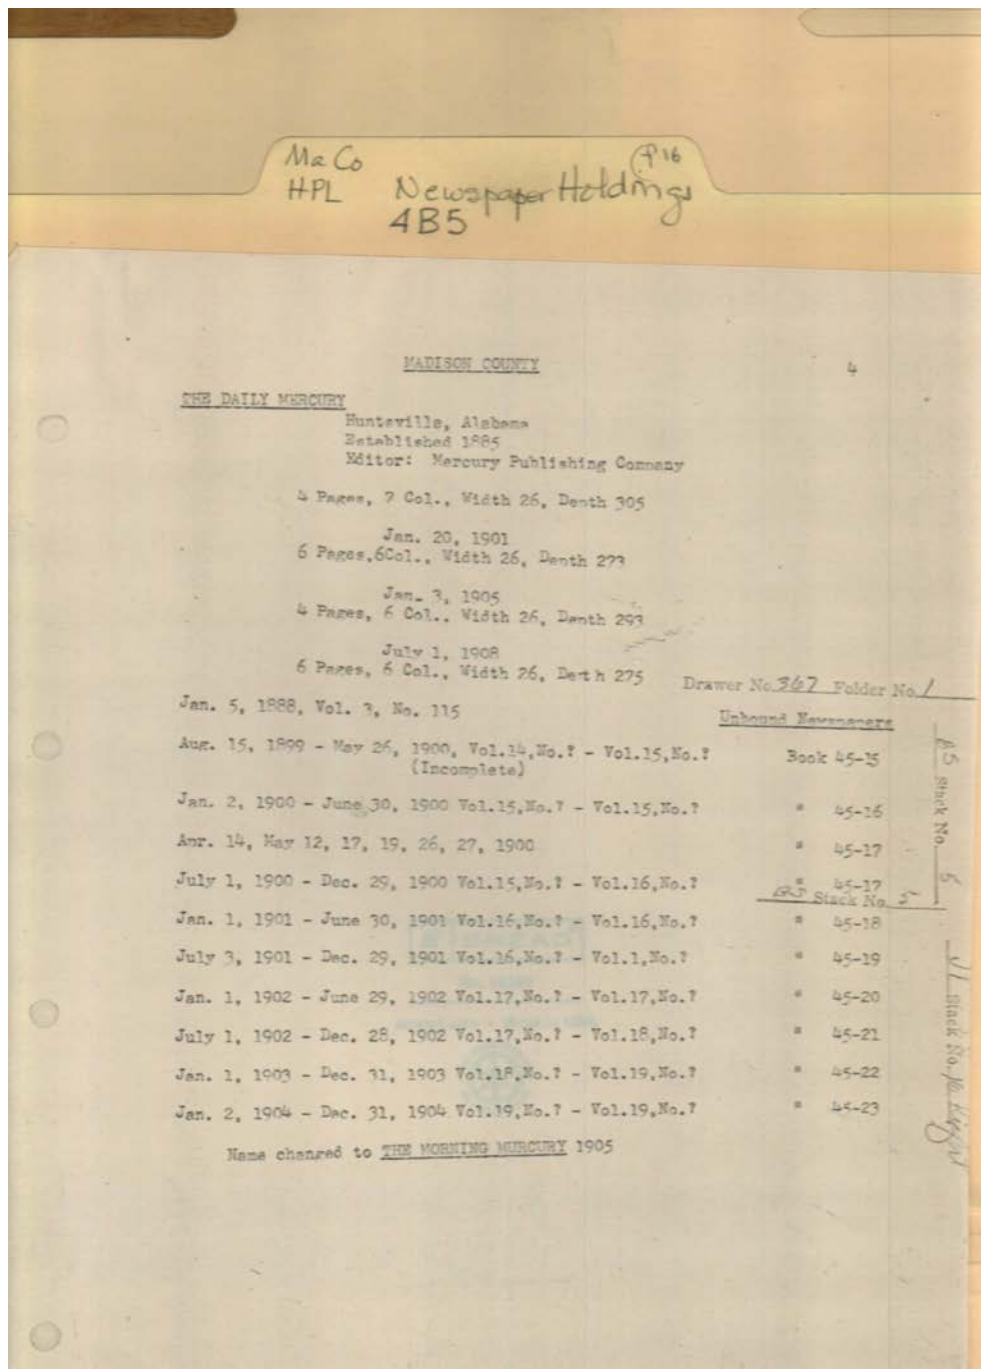 Ma Co
HPL Newspaper Holdings
P 16
4B5
MADISON COUNTY
4
THE DAILY MERCURY
Huntsville, Alabama
Established 1885
Editor: Mercury Publishing Company
4 Pages, 7 Col., Width 26, Depth 305
Jan. 20, 1901
6 Pages,6Col., Width 26, Depth 273
Jan. 3, 1905
4 Pages, 6 Col., Width 26, Depth 293
July 1, 1908
6 Pages, 6 Col., Width 26, Depth 275
Drawer No. 367 Folder No. 1
Jan. 5, 1888, Vol. 3, No. 115
Unbound Newspapers
Aug. 15, 1899 - May 26, 1900, Vol.14,No.? - Vol.15,No.? Book 45-15
(Incomplete)
Jan. 2, 1900 - June 30, 1900 Vol.15,No.? - Vol.15,No.? " 45-16
Apr. 14, May 12, 17, 19, 26, 27, 1900 " 45-17
July 1, 1900 - Dec. 29, 1900 Vol.15,No.? - Vol.16,No.? " 45-17
B5 Stack No. 5
Jan. 1, 1901 - June 30, 1901 Vol.16,No.? - Vol.16,No.? " 45-18
July 3, 1901 - Dec. 29, 1901 Vol.16,No.? - Vol.1,No.? " 45-19
Jan. 1, 1902 - June 29, 1902 Vol.17,No.? - Vol.17,No.? " 45-20
July 1, 1902 - Dec. 28, 1902 Vol.17,No.? - Vol.18,No.? " 45-21
Jan. 1, 1903 - Dec. 31, 1903 Vol.18,No.? - Vol.19,No.? " 45-22
Jan. 2, 1904 - Dec. 31, 1904 Vol.19,No.? - Vol.19,No.? " 45-23
Name changed to THE MORNING MURCURY 1905
B5 Stack No. 5
Stack No.